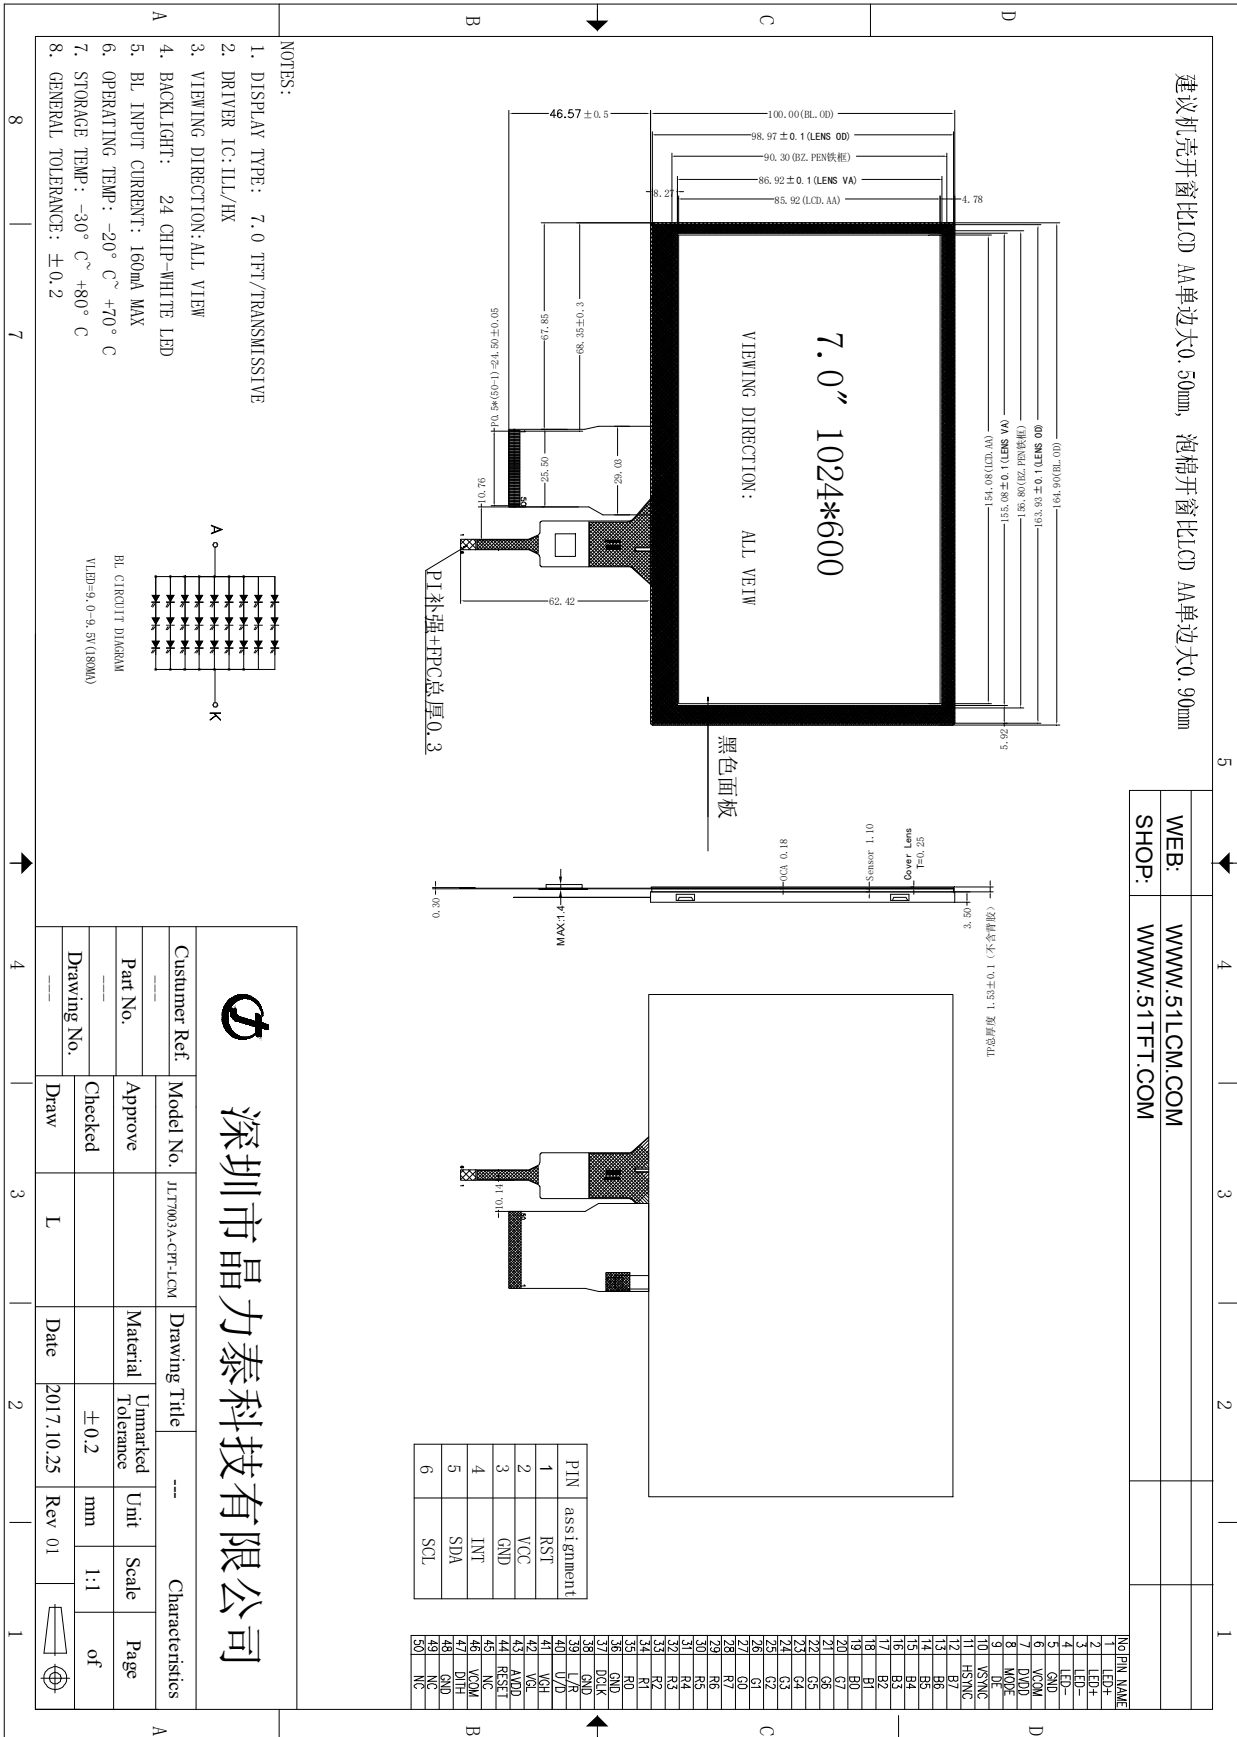 建议机壳开窗比LCD AA单边大0.50mm, 泡棉开窗比LCD AA单边大0.90mm
WEB: WWW.51LCM.COM
SHOP: WWW.51TFT.COM
8 7 5 4 3 2 1
D
C
B
A
D
C
B
A
8 7 4 3 2 1
164.90(BL.OD)
163.93±0.1(LENS OD)
156.80(BZ.PEN铁框)
155.08±0.1(LENS VA)
154.08(LCD.AA)
5.92
100.00(BL.OD)
98.97±0.1(LENS OD)
90.30(BZ.PEN铁框)
86.92±0.1(LENS VA)
85.92(LCD.AA)
8.27
4.78
46.57±0.5
7.0″ 1024*600
VIEWING DIRECTION: ALL VEIW
黑色面板
68.35±0.3
67.85
P0.5*(50-1)=24.50±0.05
29.03
25.50
10.76
50
62.42
PI补强+FPC总厚0.3
TP总厚度 1.53±0.1 (不含背胶)
3.50
Cover Lens
T=0.25
Sensor 1.10
OCA 0.18
MAX:1.4
0.30
10.14
NOTES:
1. DISPLAY TYPE: 7.0 TFT/TRANSMISSIVE
2. DRIVER IC:ILL/HX
3. VIEWING DIRECTION:ALL VIEW
4. BACKLIGHT: 24 CHIP-WHITE LED
5. BL INPUT CURRENT: 160mA MAX
6. OPERATING TEMP: -20° C~ +70° C
7. STORAGE TEMP: -30° C~ +80° C
8. GENERAL TOLERANCE: ±0.2
A K
BL CIRCUIT DIAGRAM
VLED=9.0-9.5V(180MA)
PIN assignment
1 RST
2 VCC
3 GND
4 INT
5 SDA
6 SCL
No PIN NAME
1 LED+
2 LED+
3 LED-
4 LED-
5 GND
6 VCOM
7 DVDD
8 MODE
9 DE
10 VSYNC
11 HSYNC
12 B7
13 B6
14 B5
15 B4
16 B3
17 B2
18 B1
19 B0
20 G7
21 G6
22 G5
23 G4
24 G3
25 G2
26 G1
27 G0
28 R7
29 R6
30 R5
31 R4
32 R3
33 R2
34 R1
35 R0
36 GND
37 DCLK
38 GND
39 L/R
40 U/D
41 VGH
42 VGL
43 AVDD
44 RESET
45 NC
46 VCOM
47 DITH
48 GND
49 NC
50 NC
深圳市晶力泰科技有限公司
Custumer Ref. Model No. JLT7003A-CPT-LCM Drawing Title --- Characteristics
---
Part No. Approve Material Unmarked Tolerance Unit Scale Page
---
Checked ±0.2 mm 1:1 of
Drawing No.
--- Draw L Date 2017.10.25 Rev 01